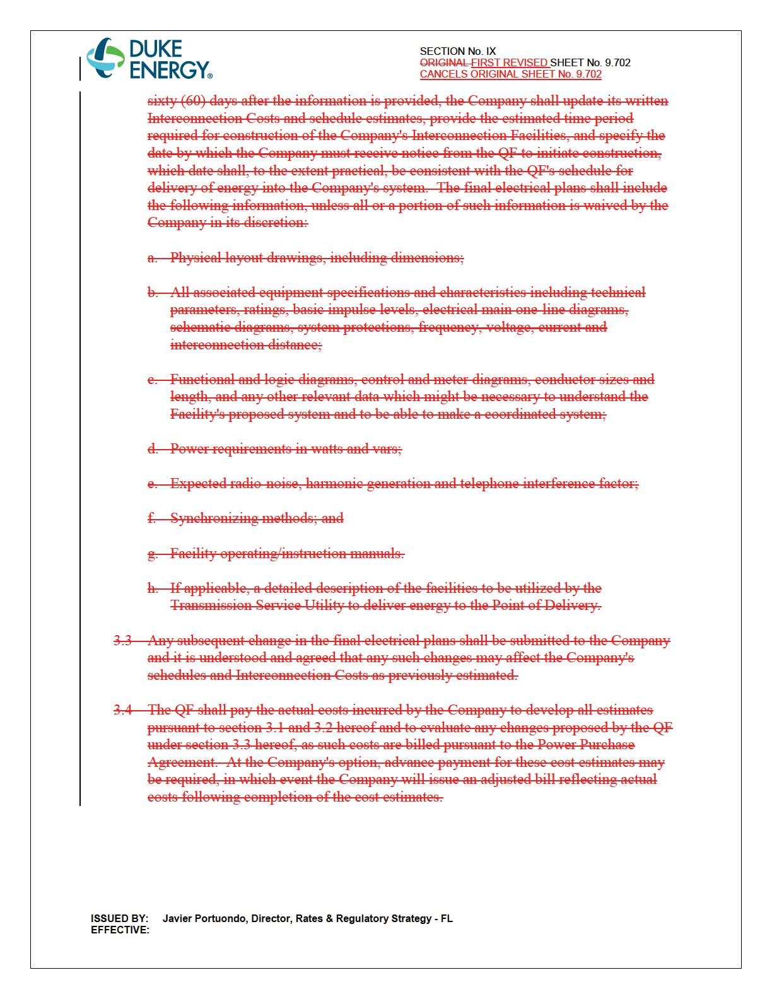 DUKE
ENERGY®
SECTION No. IX
ORIGINAL FIRST REVISED SHEET No. 9.702
CANCELS ORIGINAL SHEET No. 9.702
sixty (60) days after the information is provided, the Company shall update its written
Interconnection Costs and schedule estimates, provide the estimated time period
required for construction of the Company's Interconnection Facilities, and specify the
date by which the Company must receive notice from the QF to initiate construction,
which date shall, to the extent practical, be consistent with the QF's schedule for
delivery of energy into the Company's system. The final electrical plans shall include
the following information, unless all or a portion of such information is waived by the
Company in its discretion:
a. Physical layout drawings, including dimensions;
b. All associated equipment specifications and characteristics including technical
parameters, ratings, basic impulse levels, electrical main one-line diagrams,
schematic diagrams, system protections, frequency, voltage, current and
interconnection distance;
c. Functional and logic diagrams, control and meter diagrams, conductor sizes and
length, and any other relevant data which might be necessary to understand the
Facility's proposed system and to be able to make a coordinated system;
d. Power requirements in watts and vars;
e. Expected radio-noise, harmonic generation and telephone interference factor;
f. Synchronizing methods; and
g. Facility operating/instruction manuals.
h. If applicable, a detailed description of the facilities to be utilized by the
Transmission Service Utility to deliver energy to the Point of Delivery.
3.3 Any subsequent change in the final electrical plans shall be submitted to the Company
and it is understood and agreed that any such changes may affect the Company's
schedules and Interconnection Costs as previously estimated.
3.4 The QF shall pay the actual costs incurred by the Company to develop all estimates
pursuant to section 3.1 and 3.2 hereof and to evaluate any changes proposed by the QF
under section 3.3 hereof, as such costs are billed pursuant to the Power Purchase
Agreement. At the Company's option, advance payment for these cost estimates may
be required, in which event the Company will issue an adjusted bill reflecting actual
costs following completion of the cost estimates.
ISSUED BY: Javier Portuondo, Director, Rates & Regulatory Strategy - FL
EFFECTIVE: